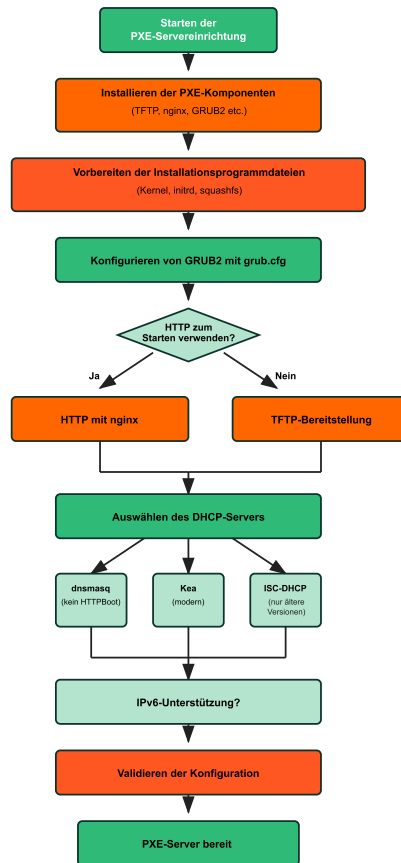 Starten der
PXE-Servereinrichtung
Installieren der PXE-Komponenten
(TFTP, nginx, GRUB2 etc.)
Vorbereiten der Installationsprogrammdateien
(Kernel, initrd, squashfs)
Konfigurieren von GRUB2 mit grub.cfg
HTTP zum
Starten verwenden?
Ja
Nein
HTTP mit nginx
TFTP-Bereitstellung
Auswählen des DHCP-Servers
dnsmasq
(kein HTTPBoot)
Kea
(modern)
ISC-DHCP
(nur ältere
Versionen)
IPv6-Unterstützung?
Validieren der Konfiguration
PXE-Server bereit